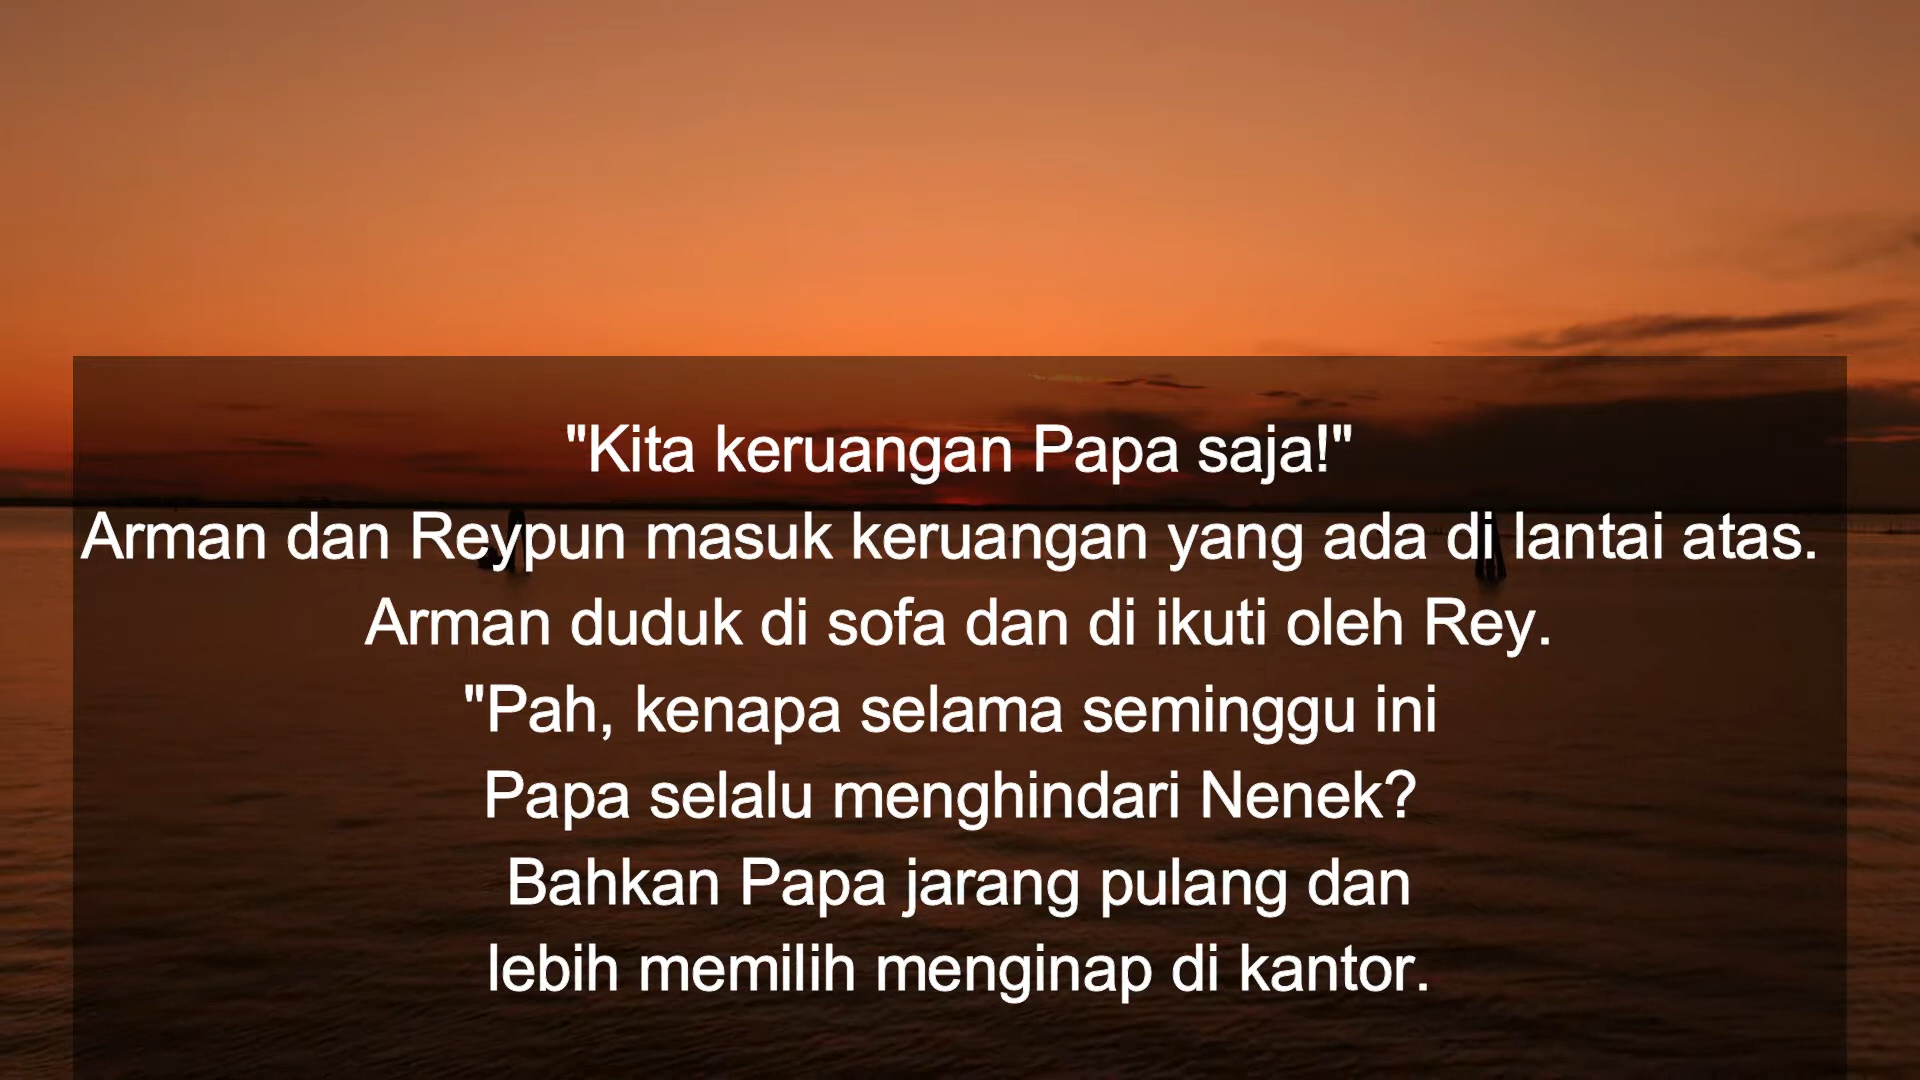 "Kita keruangan Papa saja!"
Arman dan Reypun masuk keruangan yang ada di lantai atas.
Arman duduk di sofa dan di ikuti oleh Rey.
"Pah, kenapa selama seminggu ini
Papa selalu menghindari Nenek?
Bahkan Papa jarang pulang dan
lebih memilih menginap di kantor.